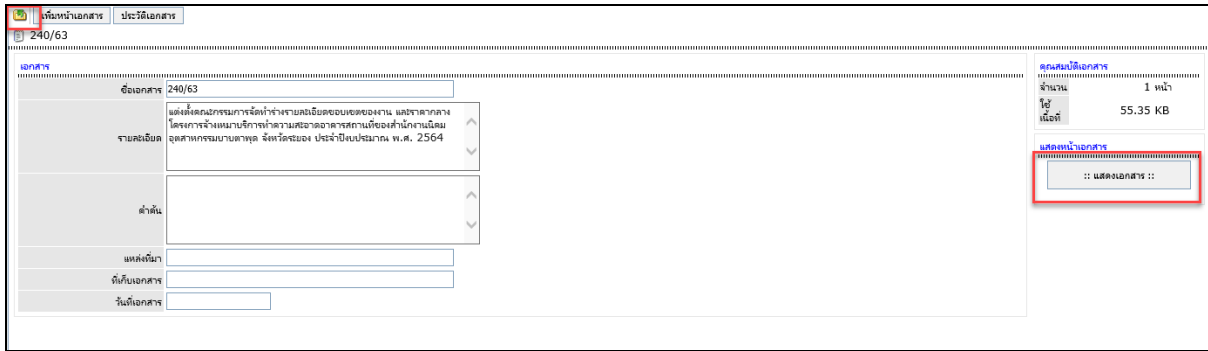 เพิ่มหน้าเอกสาร ประวัติเอกสาร
240/63
เอกสาร
ชื่อเอกสาร 240/63
แต่งตั้งคณะกรรมการจัดทำร่างรายละเอียดขอบเขตของงาน และราคากลาง
โครงการจ้างเหมาบริการทำความสะอาดอาคารสถานที่ของสำนักงานนิคม
รายละเอียด อุตสาหกรรมมาบตาพุด จังหวัดระยอง ประจำปีงบประมาณ พ.ศ. 2564
คำค้น
แหล่งที่มา
ที่เก็บเอกสาร
วันที่เอกสาร
คุณสมบัติเอกสาร
จำนวน 1 หน้า
ใช้
เนื้อที่ 55.35 KB
แสดงหน้าเอกสาร
:: แสดงเอกสาร ::